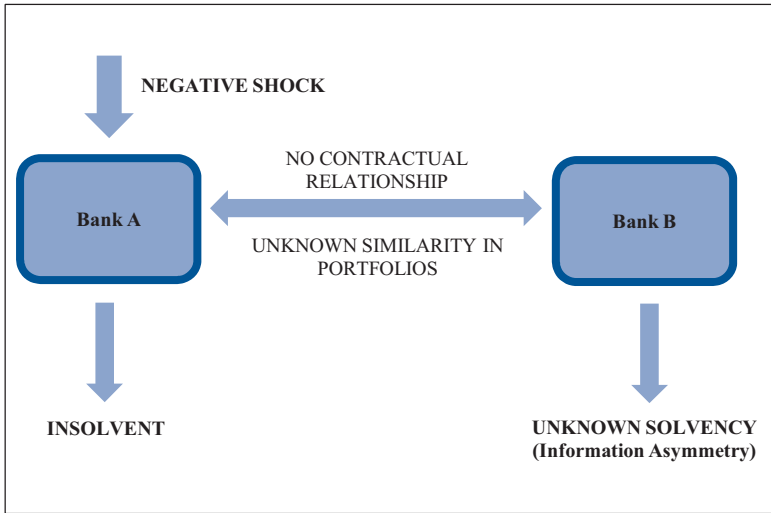 NEGATIVE SHOCK
NO CONTRACTUAL
RELATIONSHIP
Bank A
Bank B
UNKNOWN SIMILARITY IN
PORTFOLIOS
INSOLVENT
UNKNOWN SOLVENCY
(Information Asymmetry)